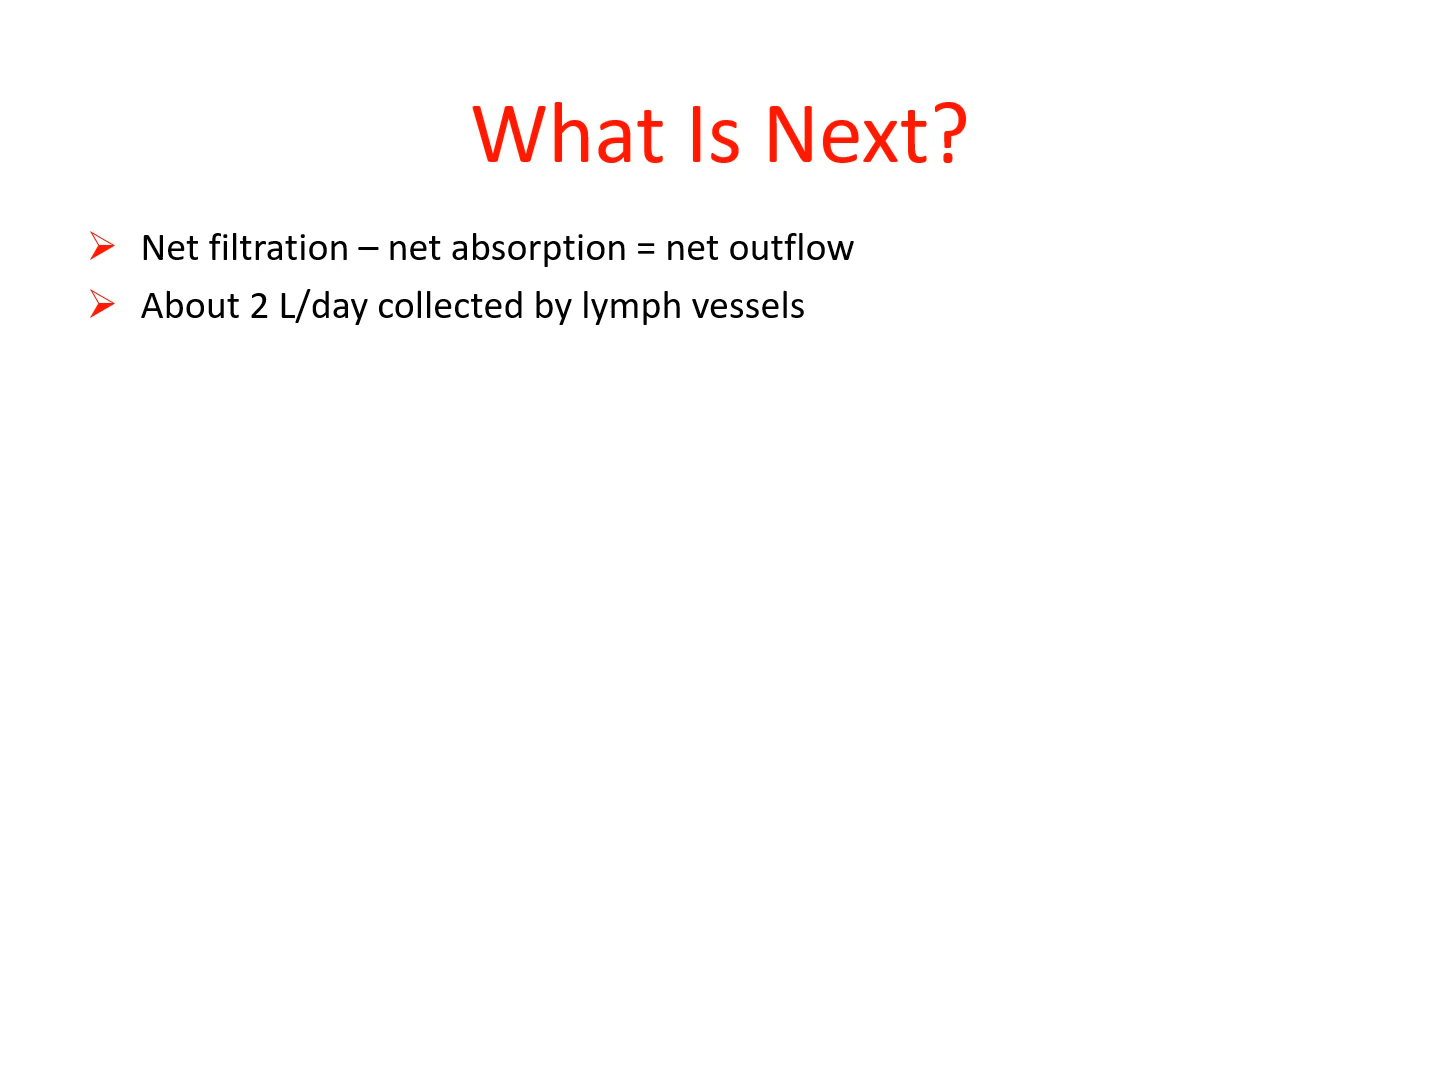 What Is Next?
Net filtration – net absorption = net outflow
About 2 L/day collected by lymph vessels